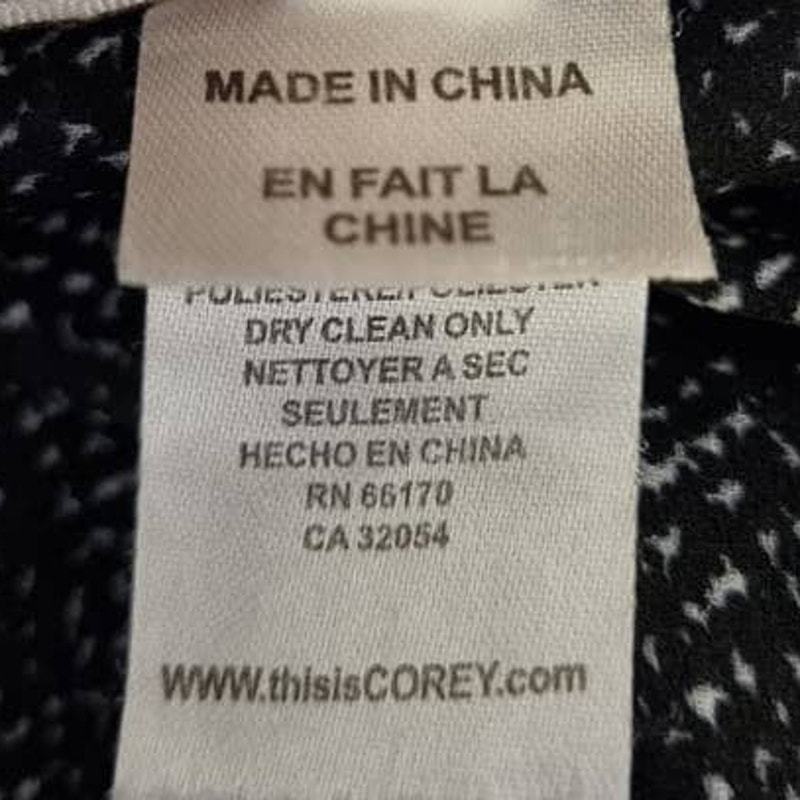 MADE IN CHINA
EN FAIT LA
CHINE
DRY CLEAN ONLY
NETTOYER A SEC
SEULEMENT
HECHO EN CHINA
RN 66170
CA 32054
WWW.thisisCOREY.com